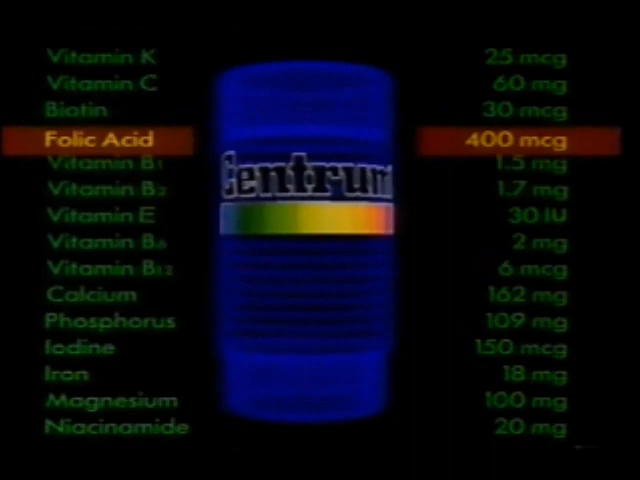 Vitamin K 25 mcg
Vitamin C 60 mg
Biotin 30 mcg
Folic Acid 400 mcg
Vitamin B1 1.5 mg
Centrum
Vitamin B2 1.7 mg
Vitamin E 30 IU
Vitamin B6 2 mg
Vitamin B12 6 mcg
Calcium 162 mg
Phosphorus 109 mg
Iodine 150 mcg
Iron 18 mg
Magnesium 100 mg
Niacinamide 20 mg